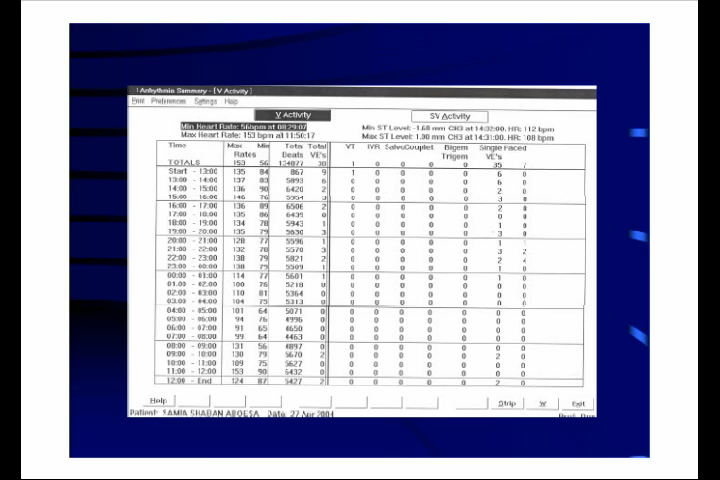 Arrhythmia Summary - [V Activity]
Print Preferences Settings Help
V Activity SV Activity
Min Heart Rate: 56bpm at 08:29:07 Min ST Level: -1.60 mm CH3 at 14:32:00, HR: 112 bpm
Max Heart Rate: 153 bpm at 11:50:17 Max ST Level: 1.90 mm CH3 at 14:31:00, HR: 108 bpm
Time Max Min Total Total VT IVR Salvo Couplet Bigem Single Paced
Rates Beats VE's Trigem VE's
TOTALS 153 56 134077 38 1 0 0 0 0 35
Start - 13:00 135 84 867 9 1 0 0 0 0 6 0
13:00 - 14:00 137 83 5893 6 0 0 0 0 0 6 0
14:00 - 15:00 136 90 6420 2 0 0 0 0 0 2 0
15:00 - 16:00 146 76 5954 3 0 0 0 0 0 3 0
16:00 - 17:00 136 89 6506 2 0 0 0 0 0 2 0
17:00 - 18:00 135 86 6435 0 0 0 0 0 0 0 0
18:00 - 19:00 134 78 5943 1 0 0 0 0 0 1 0
19:00 - 20:00 135 79 5830 3 0 0 0 0 0 3 0
20:00 - 21:00 128 77 5596 1 0 0 0 0 0 1
21:00 - 22:00 132 78 5570 3 0 0 0 0 0 3 2
22:00 - 23:00 138 79 5821 2 0 0 0 0 0 2
23:00 - 00:00 138 79 5509 1 0 0 0 0 0 1 0
00:00 - 01:00 114 77 5601 1 0 0 0 0 0 1 0
01:00 - 02:00 100 76 5218 0 0 0 0 0 0 0 0
02:00 - 03:00 110 81 5364 0 0 0 0 0 0 0 0
03:00 - 04:00 104 75 5313 0 0 0 0 0 0 0 0
04:00 - 05:00 101 64 5071 0 0 0 0 0 0 0 0
05:00 - 06:00 94 76 4996 0 0 0 0 0 0 0 0
06:00 - 07:00 91 65 4650 0 0 0 0 0 0 0 0
07:00 - 08:00 99 64 4463 0 0 0 0 0 0 0 0
08:00 - 09:00 131 56 4897 0 0 0 0 0 0 0 0
09:00 - 10:00 130 79 5670 2 0 0 0 0 0 2 0
10:00 - 11:00 109 75 5627 0 0 0 0 0 0 0 0
11:00 - 12:00 153 90 6432 0 0 0 0 0 0 0 0
12:00 - End 124 87 5427 2 0 0 0 0 0 2 0
Help Strip Exit
Patient: SAMIA SHABAN ABOESA Date: 27 Apr 2004